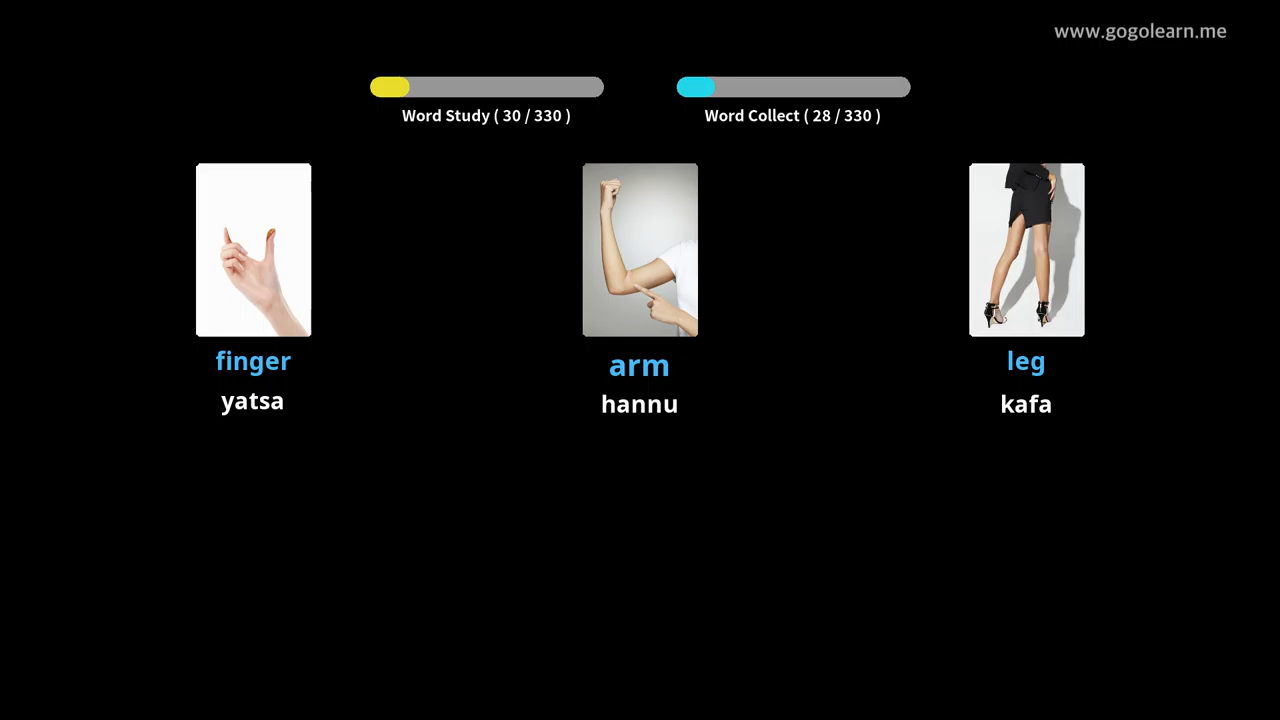 www.gogolearn.me
Word Study ( 30 / 330 )
Word Collect ( 28 / 330 )
finger
yatsa
arm
hannu
leg
kafa